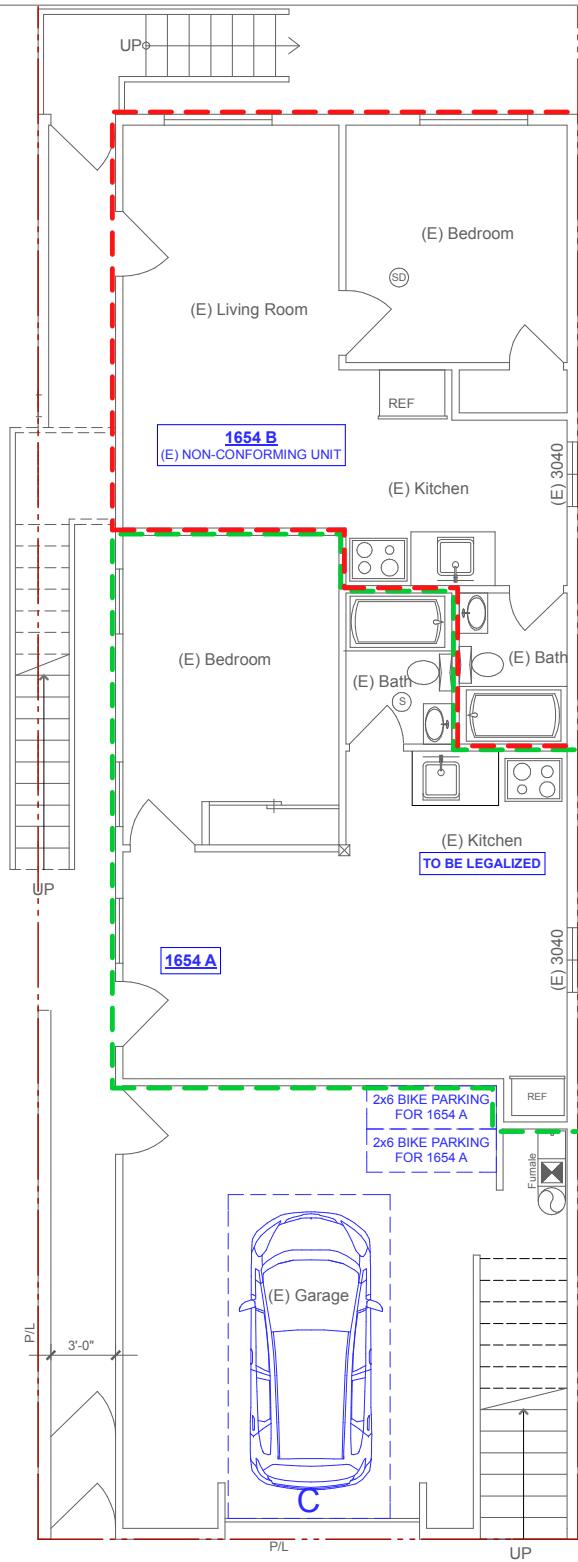 UP
(E) Bedroom
SD
(E) Living Room
REF
1654 B
(E) NON-CONFORMING UNIT
(E) Kitchen
(E) 3040
(E) Bedroom
(E) Bath
(E) Bath
S
(E) Kitchen
TO BE LEGALIZED
UP
1654 A
(E) 3040
2x6 BIKE PARKING
FOR 1654 A
REF
2x6 BIKE PARKING
FOR 1654 A
Furnale
(E) Garage
P/L
3'-0"
C
P/L
UP